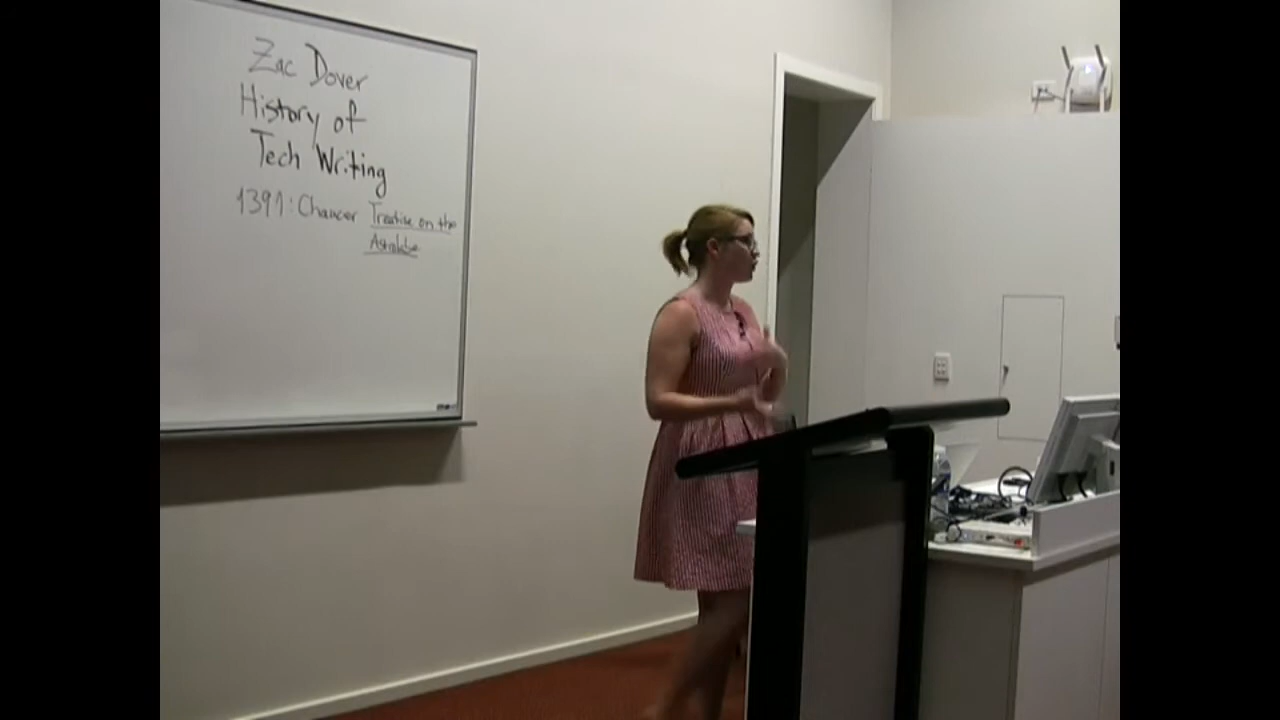 Zac Dover
History of
Tech Writing
1391: Chaucer Treatise on the
Astrolabe